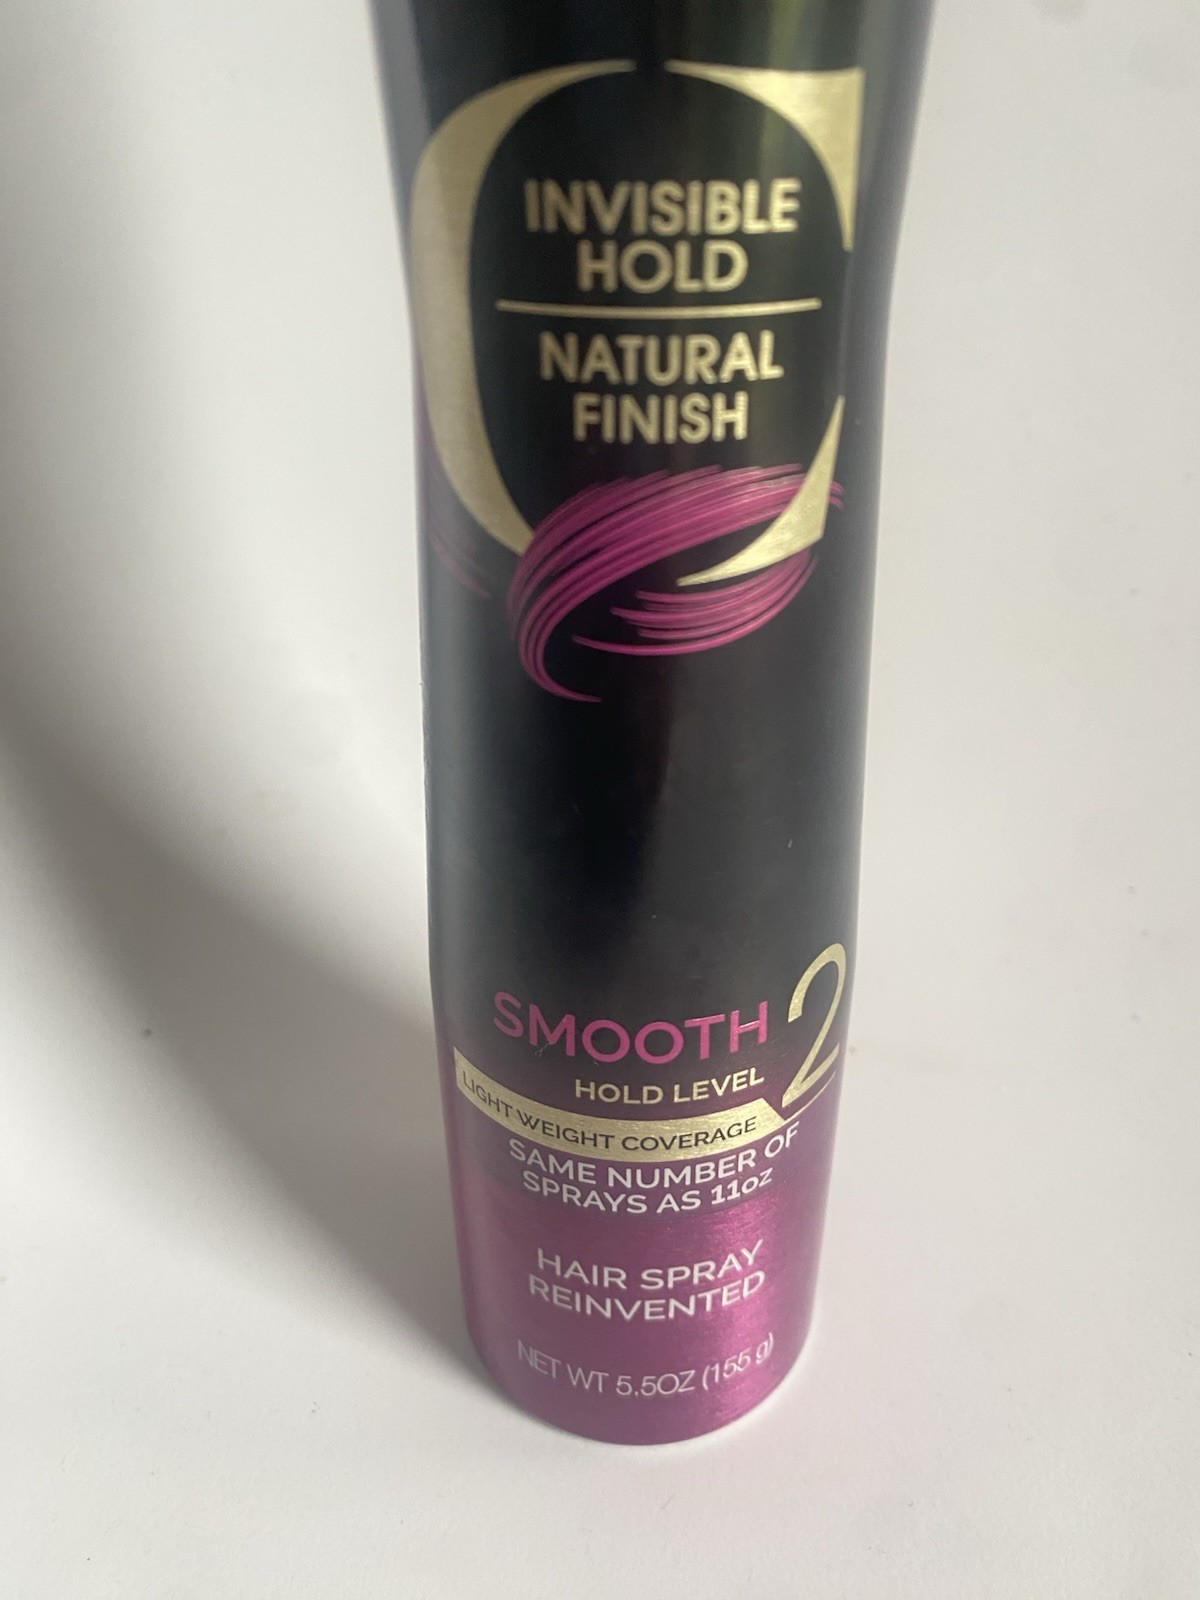 C
INVISIBLE
HOLD
NATURAL
FINISH
SMOOTH 2
HOLD LEVEL
LIGHT WEIGHT COVERAGE
SAME NUMBER OF
SPRAYS AS 11oz
HAIR SPRAY
REINVENTED
NET WT 5.5OZ (155 g)